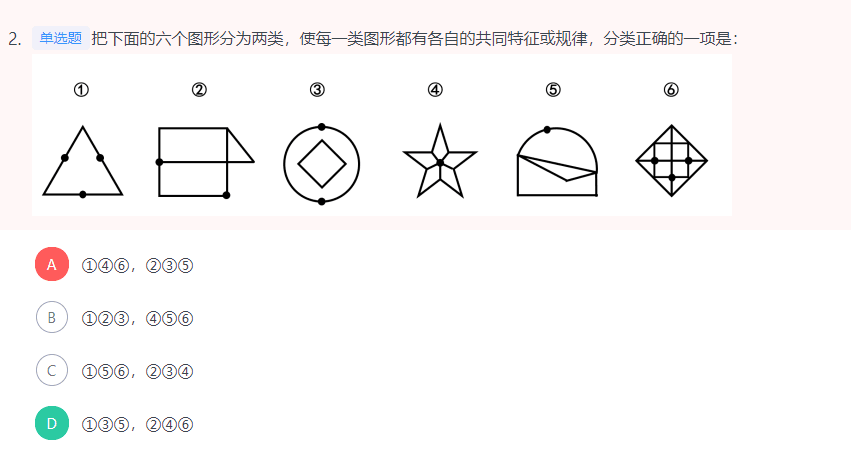 2. 单选题 把下面的六个图形分为两类，使每一类图形都有各自的共同特征或规律，分类正确的一项是：
① ② ③ ④ ⑤ ⑥
A ①④⑥，②③⑤
B ①②③，④⑤⑥
C ①⑤⑥，②③④
D ①③⑤，②④⑥